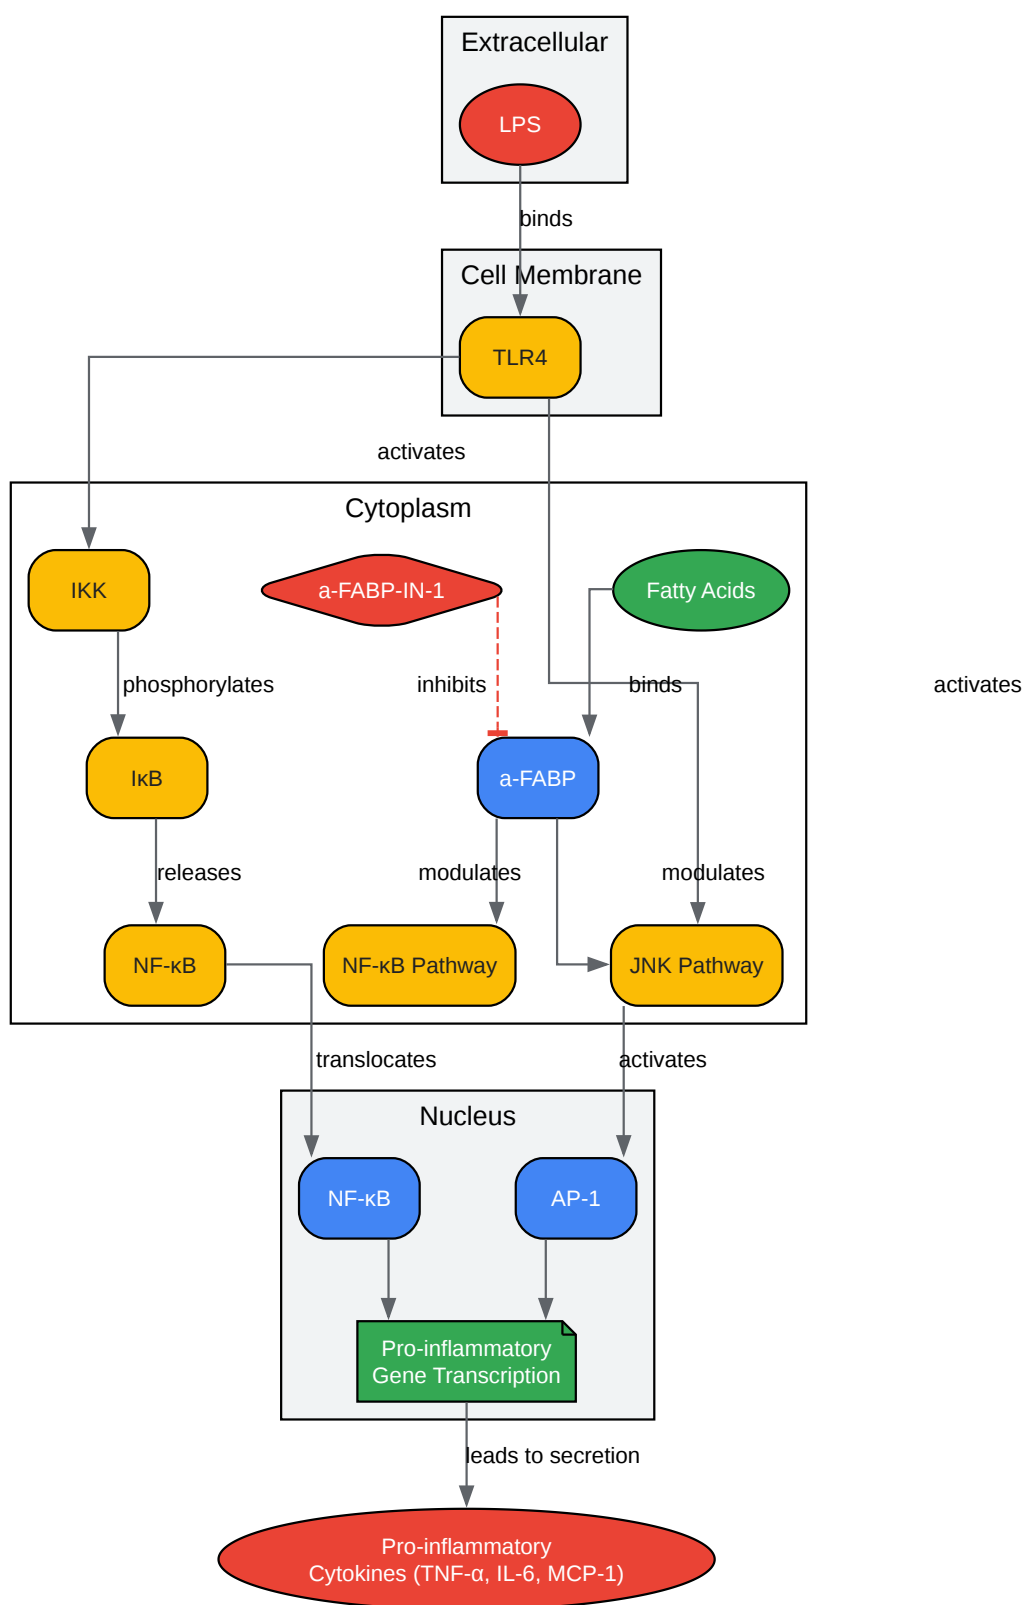 Extracellular
LPS
binds
Cell Membrane
TLR4
activates
Cytoplasm
IKK
a-FABP-IN-1
Fatty Acids
phosphorylates
inhibits
binds
activates
IκB
a-FABP
releases
modulates
modulates
NF-κB
NF-κB Pathway
JNK Pathway
translocates
activates
Nucleus
NF-κB
AP-1
Pro-inflammatory
Gene Transcription
leads to secretion
Pro-inflammatory
Cytokines (TNF-α, IL-6, MCP-1)